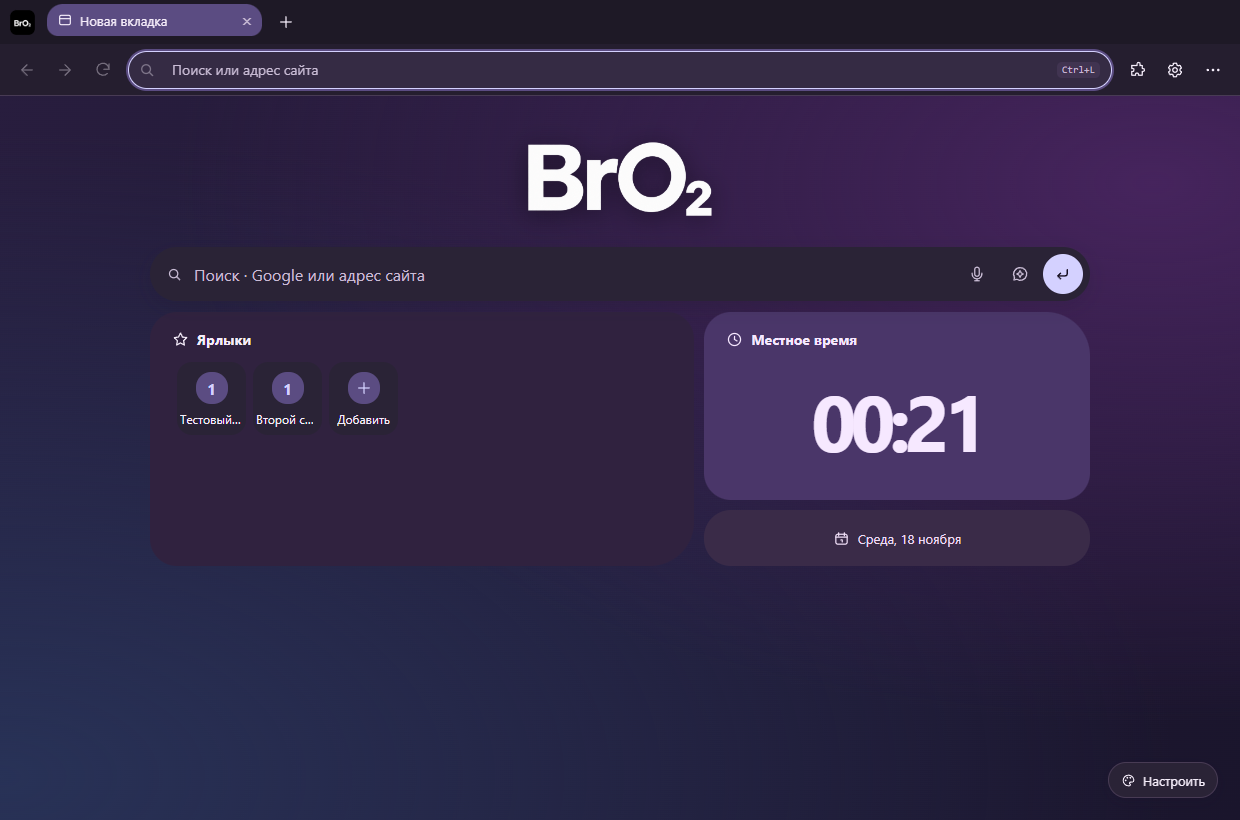 BrO₂
Новая вкладка
Поиск или адрес сайта
Ctrl+L
BrO₂
Поиск · Google или адрес сайта
Ярлыки
1
1
Тестовый...
Второй с...
Добавить
Местное время
00:21
Среда, 18 ноября
Настроить